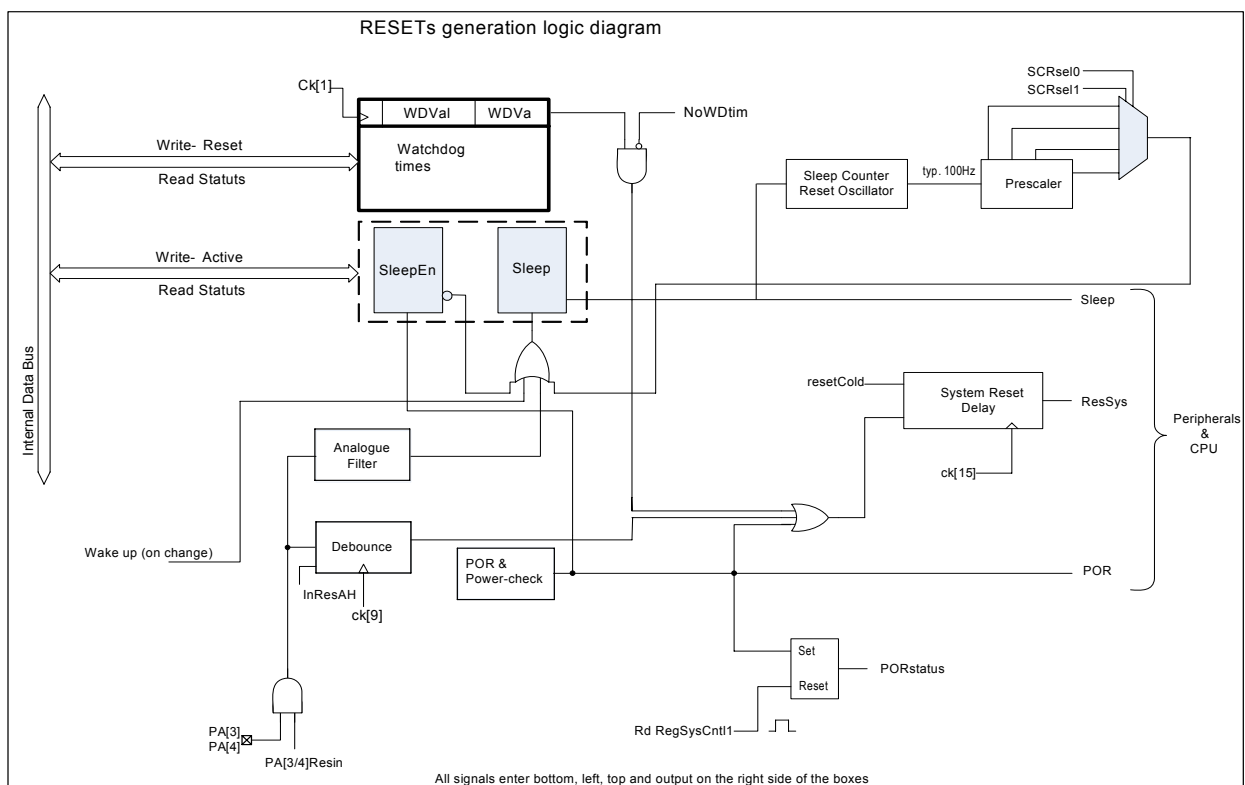 RESETs generation logic diagram
Ck[1]
WDVal
WDVa
Watchdog
times
NoWDtim
SCRsel0
SCRsel1
Write- Reset
Read Statuts
Sleep Counter
Reset Oscillator
typ. 100Hz
Prescaler
Write- Active
Read Statuts
SleepEn
Sleep
Sleep
Internal Data Bus
resetCold
System Reset
Delay
ResSys
Peripherals
&
CPU
ck[15]
Analogue
Filter
Wake up (on change)
Debounce
InResAH
ck[9]
POR &
Power-check
POR
Set
Reset
PORstatus
Rd RegSysCntl1
PA[3]
PA[4]
PA[3/4]Resin
All signals enter bottom, left, top and output on the right side of the boxes